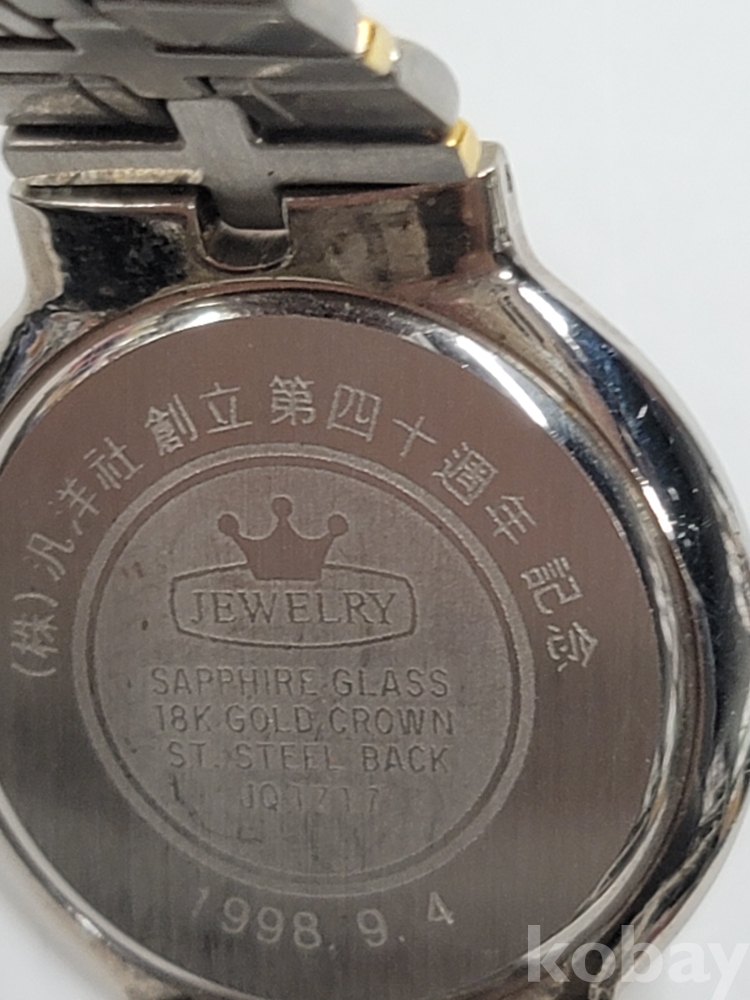 (株)汎洋社 創立 第四十週年 記念
JEWELRY
SAPPHIRE GLASS
18K GOLD CROWN
ST. STEEL BACK
JQ1717
1998. 9. 4
kobay